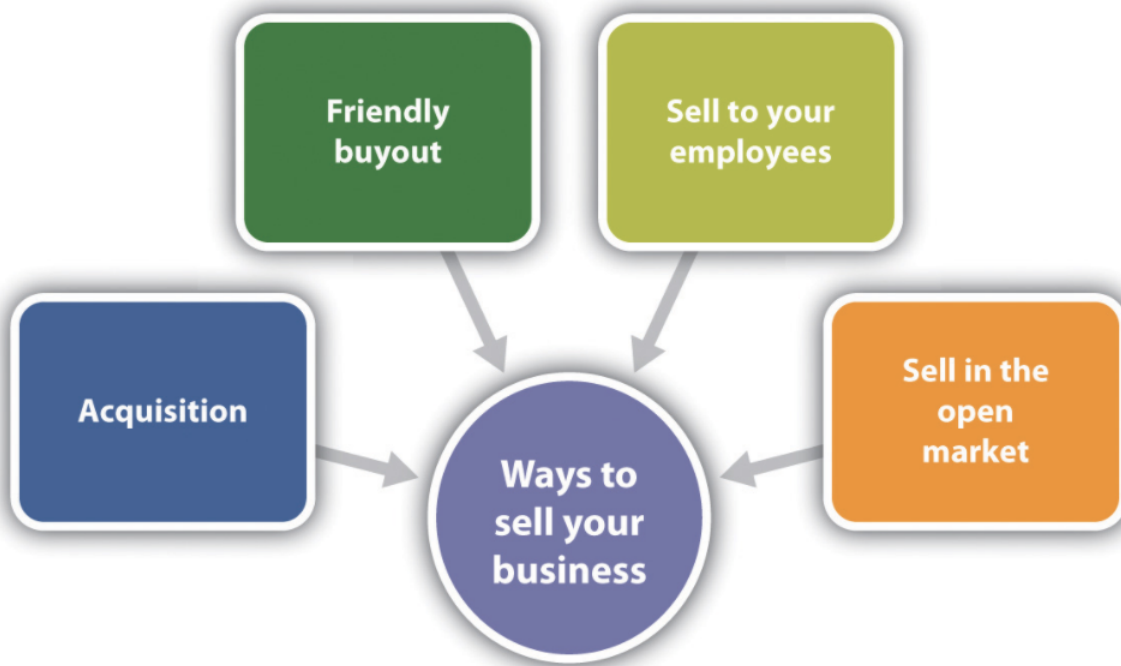 Friendly
buyout
Sell to your
employees
Acquisition
Sell in the
open
market
Ways to
sell your
business